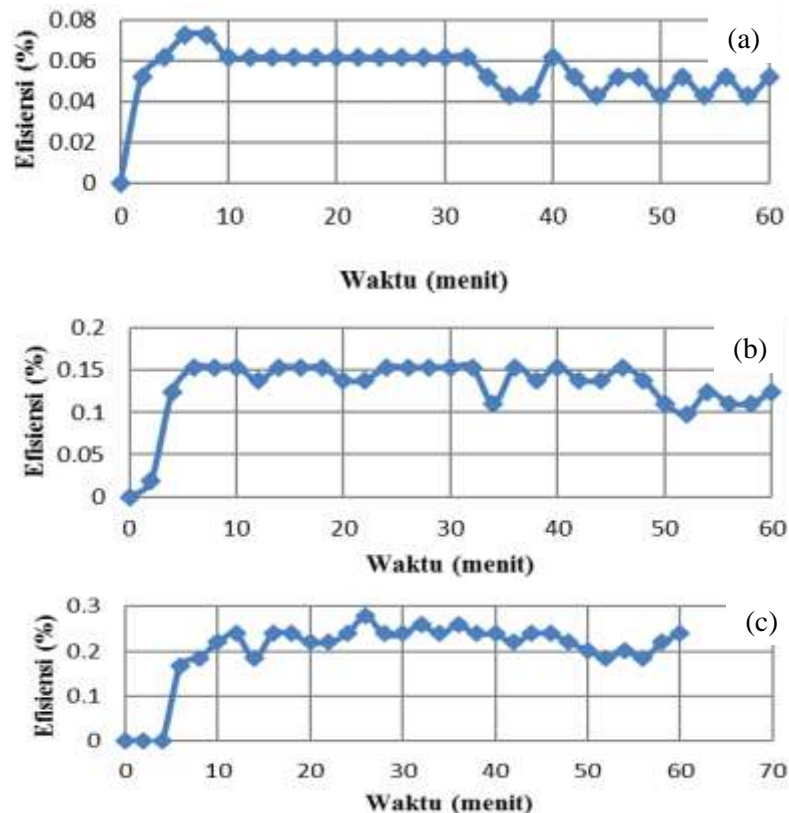 (a)
Efisiensi (%)
0.08
0.06
0.04
0.02
0
0 10 20 30 40 50 60
Waktu (menit)
(b)
Efisiensi (%)
0.2
0.15
0.1
0.05
0
0 10 20 30 40 50 60
Waktu (menit)
(c)
Efisiensi (%)
0.3
0.2
0.1
0
0 10 20 30 40 50 60 70
Waktu (menit)